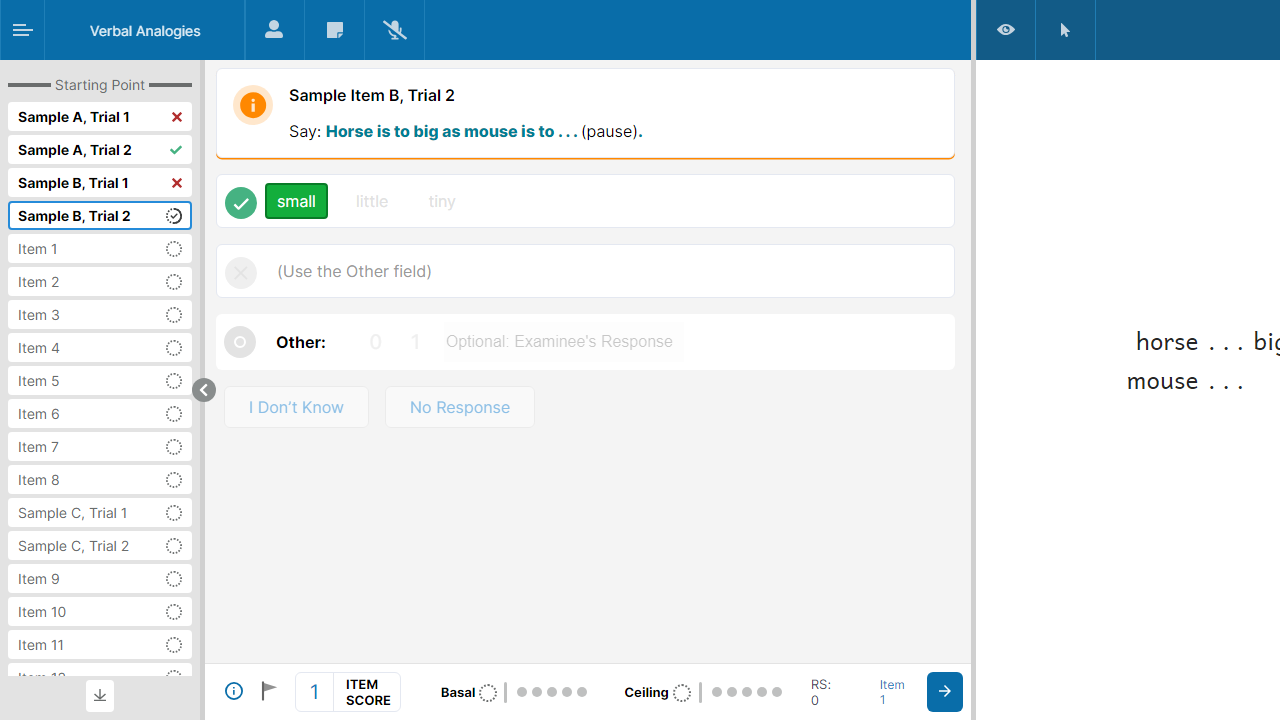 Verbal Analogies
Starting Point
Sample A, Trial 1
Sample A, Trial 2
Sample B, Trial 1
Sample B, Trial 2
Item 1
Item 2
Item 3
Item 4
Item 5
Item 6
Item 7
Item 8
Sample C, Trial 1
Sample C, Trial 2
Item 9
Item 10
Item 11
Sample Item B, Trial 2
Say: Horse is to big as mouse is to . . . (pause).
small little tiny
(Use the Other field)
Other: 0 1 Optional: Examinee's Response
I Don't Know No Response
1 ITEM SCORE
Basal
Ceiling
RS: 0
Item 1
horse . . . big
mouse . . .